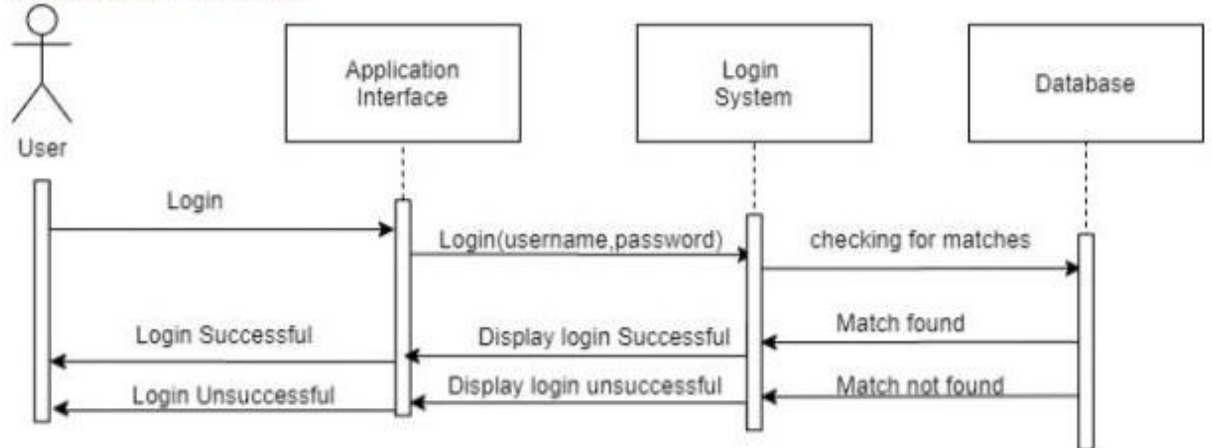 Application
Interface
Login
System
Database
User
Login
Login(username,password)
checking for matches
Login Successful
Display login Successful
Match found
Login Unsuccessful
Display login unsuccessful
Match not found